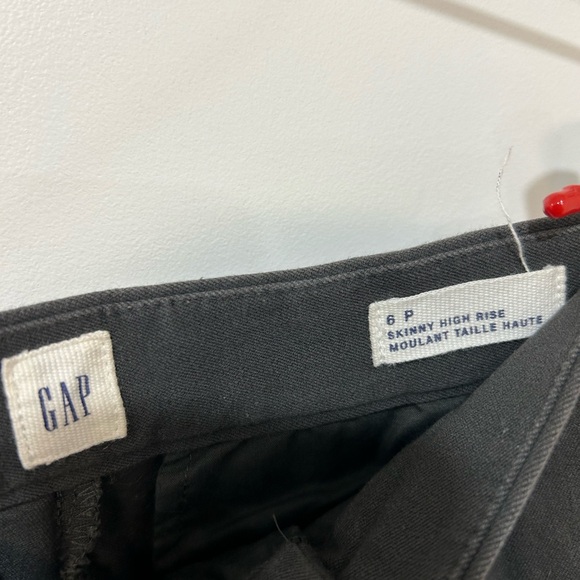 GAP
6 P
SKINNY HIGH RISE
MOULANT TAILLE HAUTE